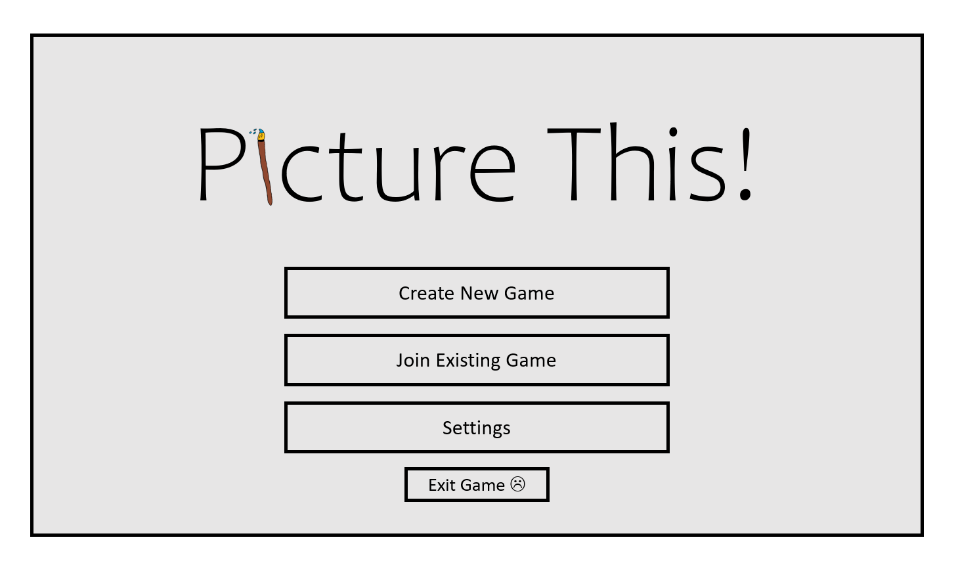 Picture This!
Create New Game
Join Existing Game
Settings
Exit Game ☹